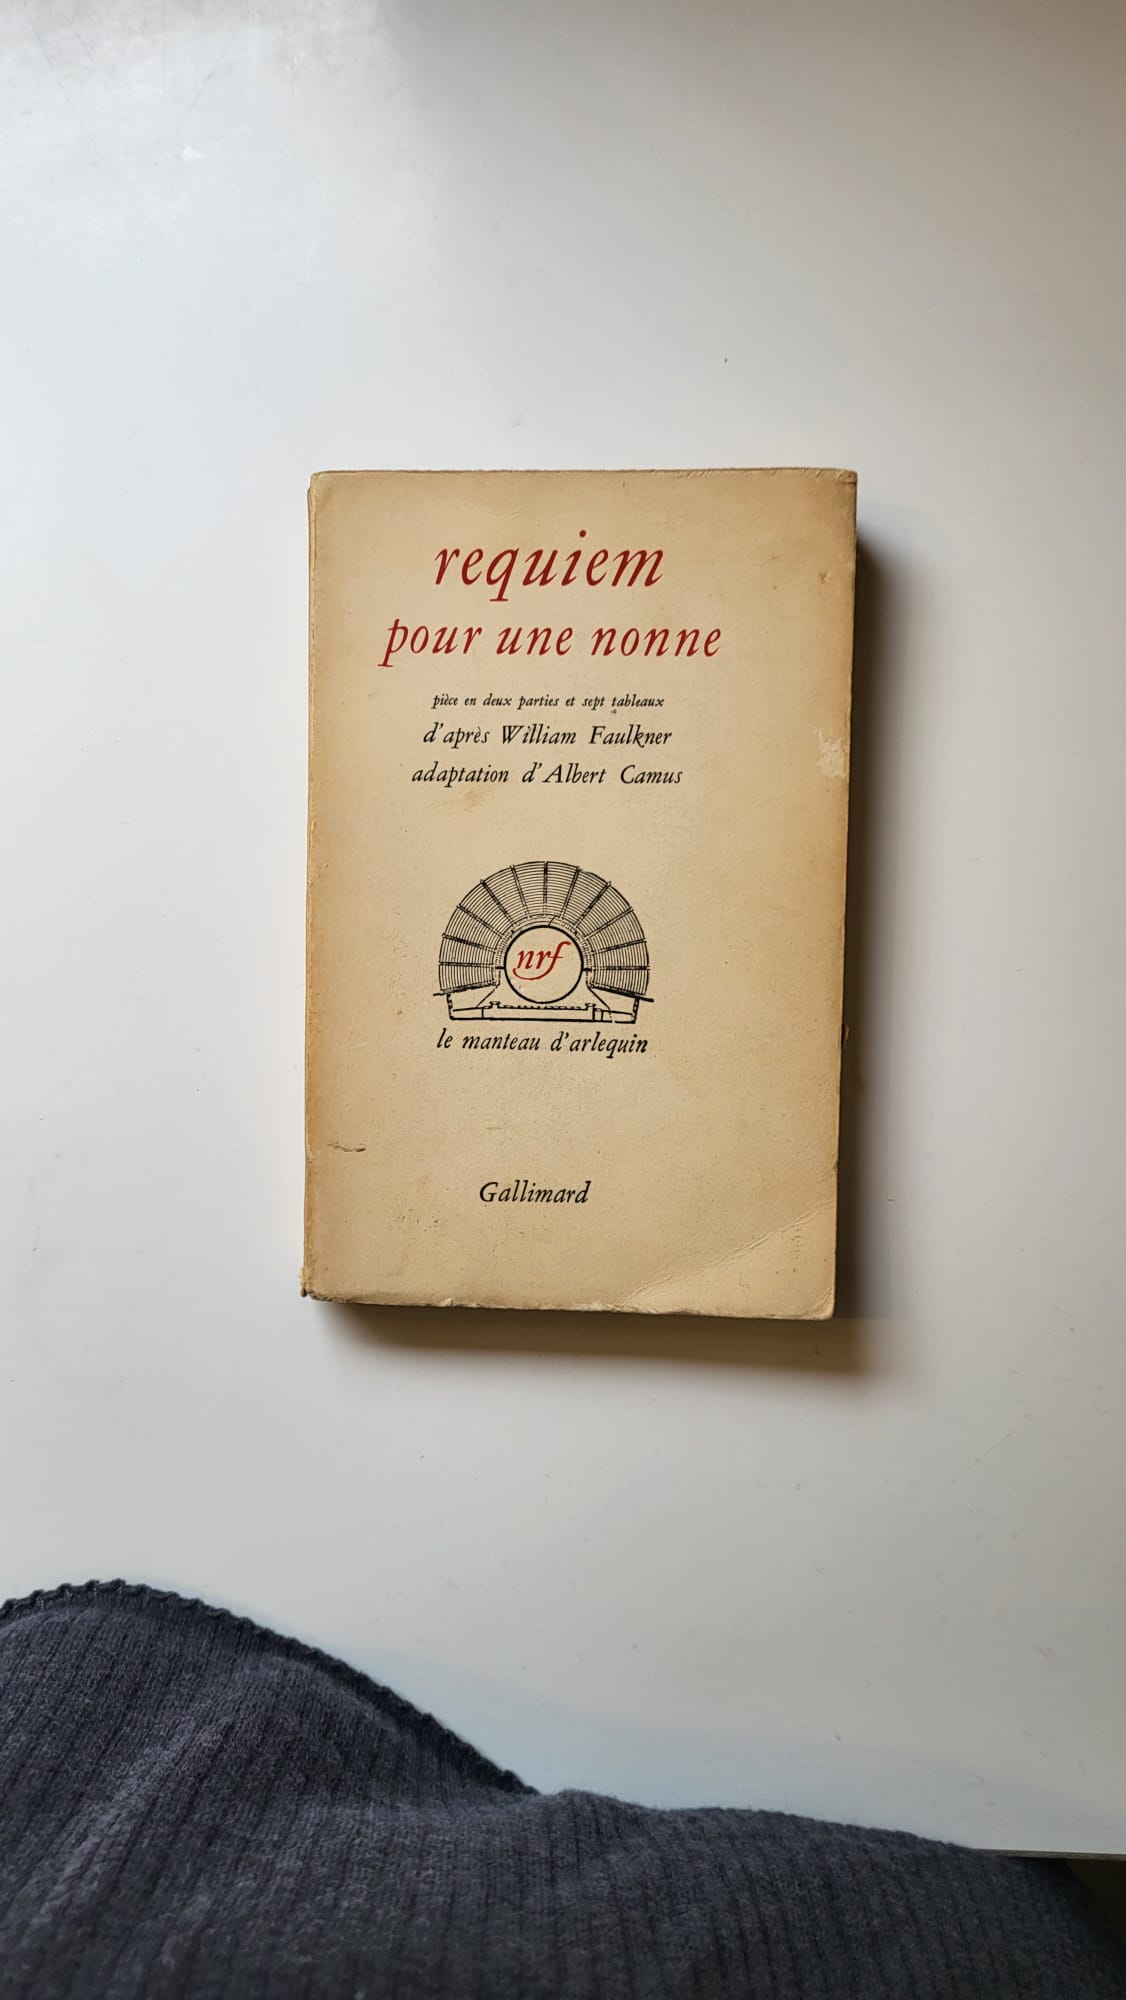 requiem
pour une nonne
pièce en deux parties et sept tableaux
d'après William Faulkner
adaptation d'Albert Camus
nrf
le manteau d'arlequin
Gallimard